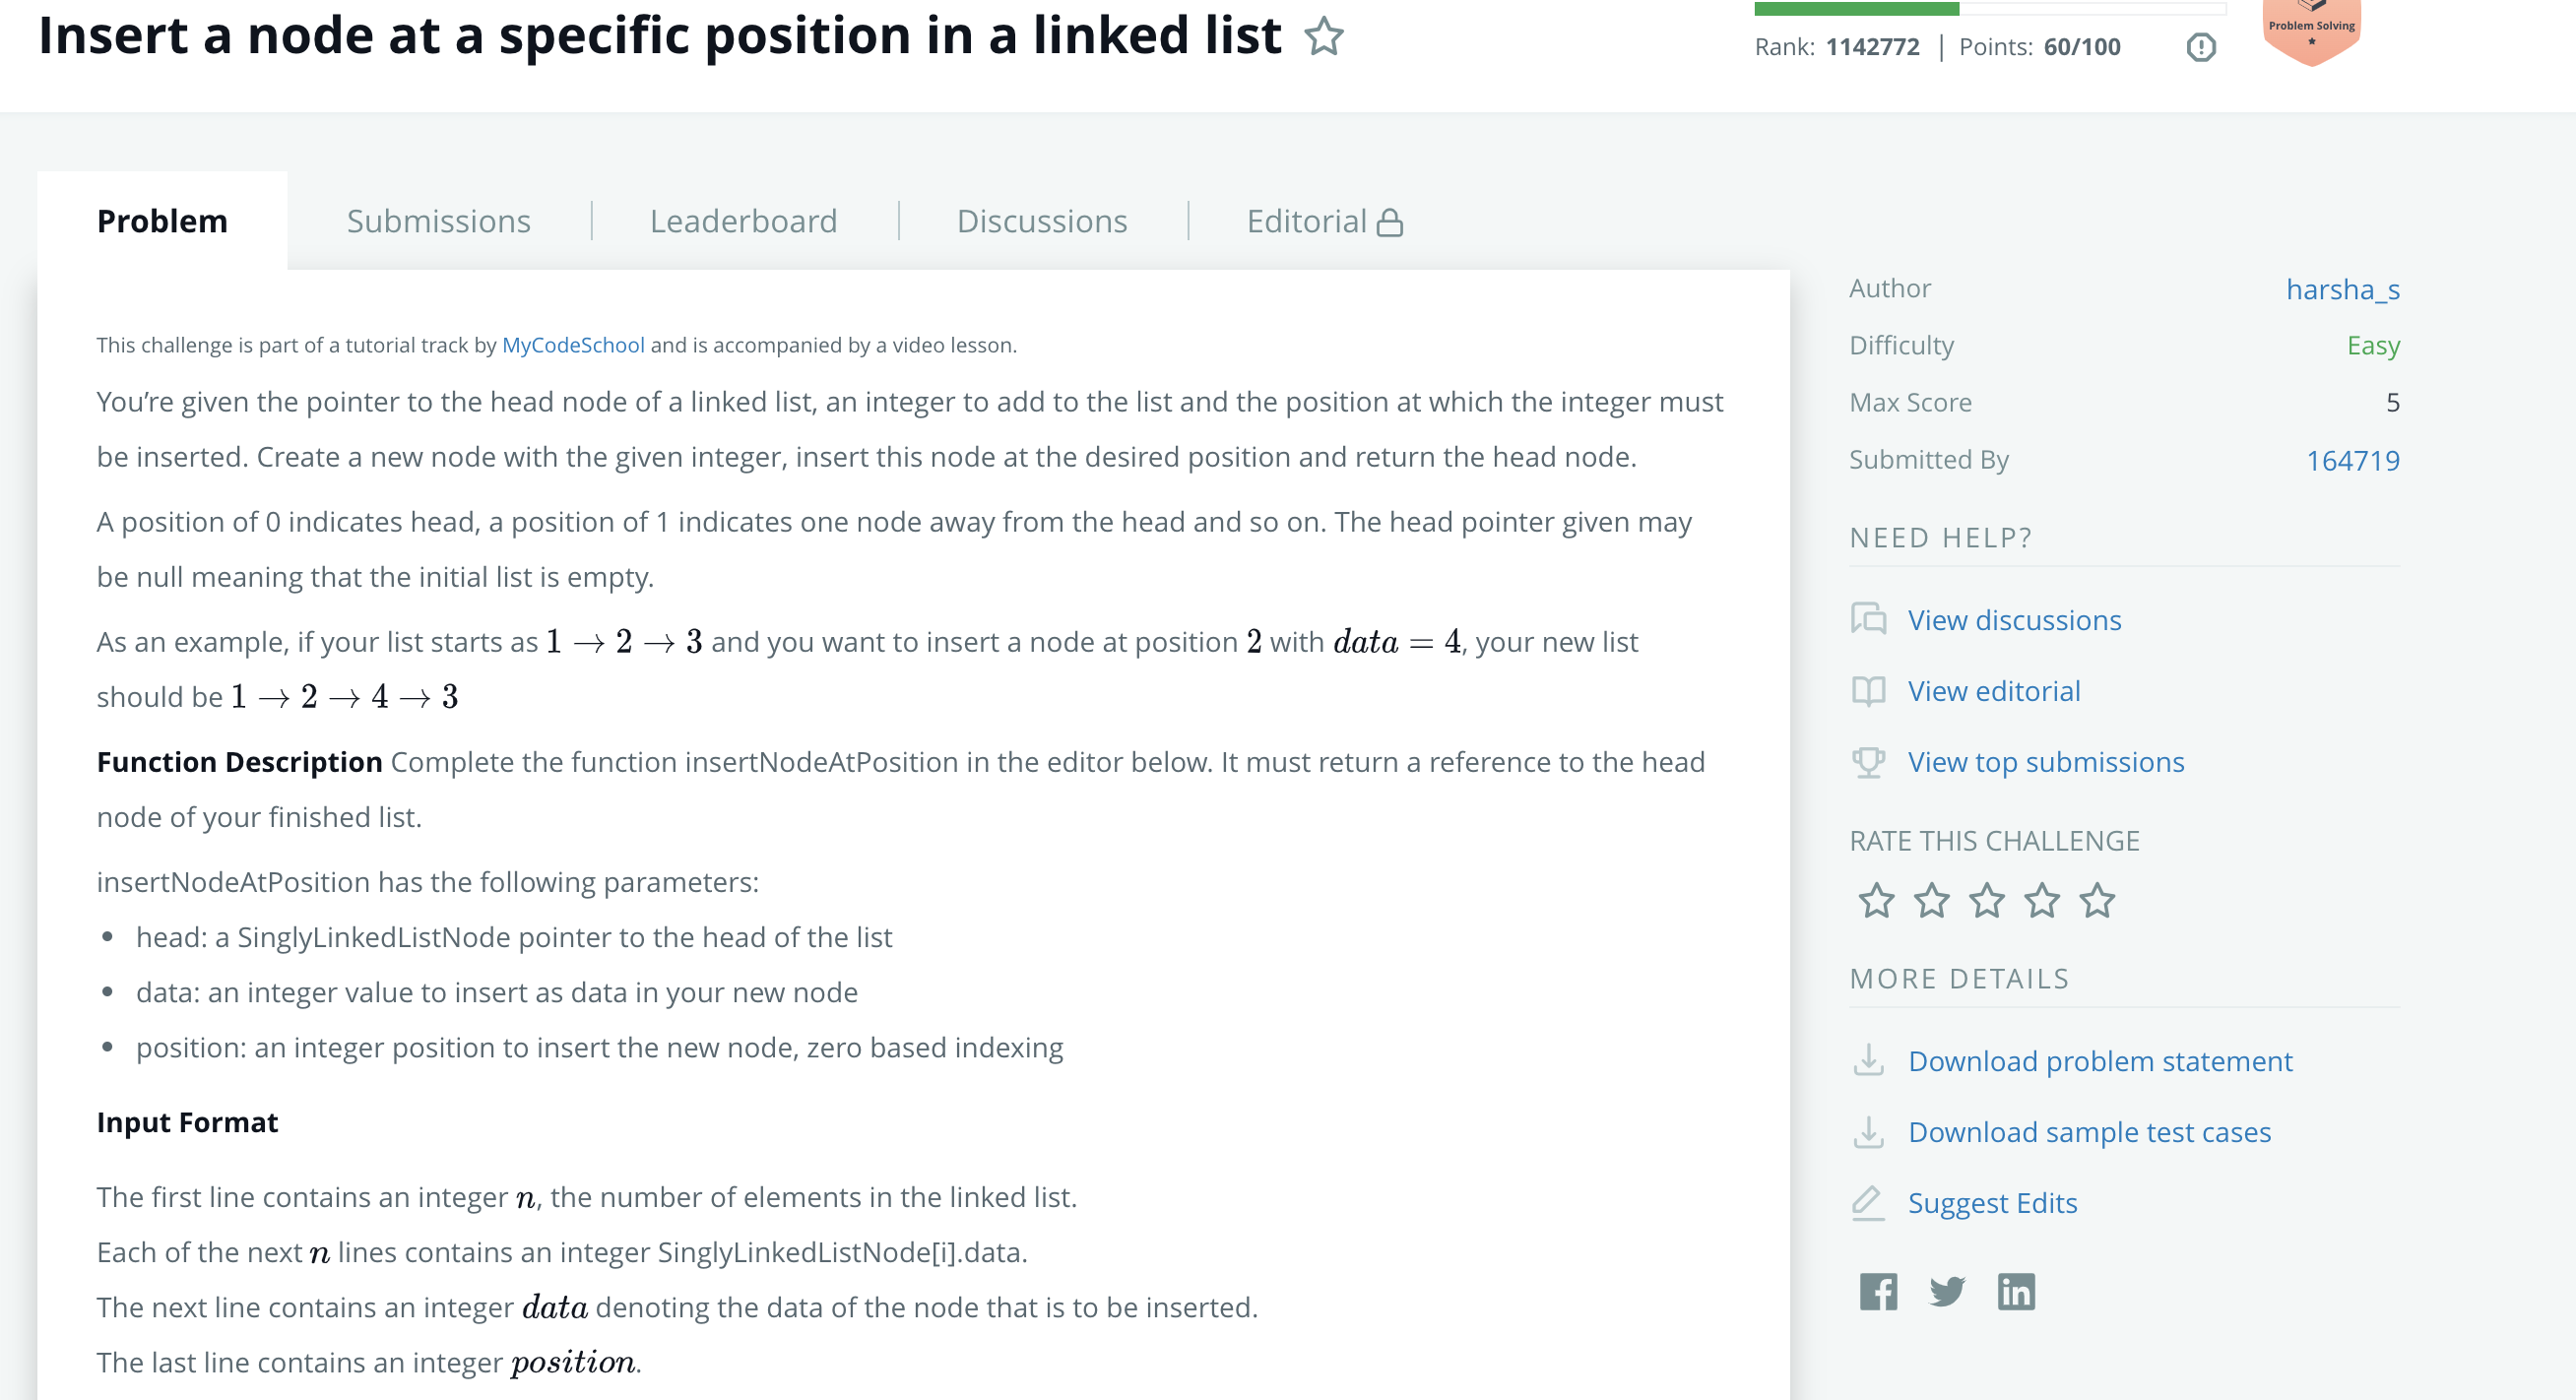 Insert a node at a specific position in a linked list
Rank: 1142772 | Points: 60/100
Problem Solving
Problem
Submissions
Leaderboard
Discussions
Editorial
This challenge is part of a tutorial track by MyCodeSchool and is accompanied by a video lesson.
You’re given the pointer to the head node of a linked list, an integer to add to the list and the position at which the integer must
be inserted. Create a new node with the given integer, insert this node at the desired position and return the head node.
A position of 0 indicates head, a position of 1 indicates one node away from the head and so on. The head pointer given may
be null meaning that the initial list is empty.
As an example, if your list starts as 1 → 2 → 3 and you want to insert a node at position 2 with data = 4, your new list
should be 1 → 2 → 4 → 3
Function Description Complete the function insertNodeAtPosition in the editor below. It must return a reference to the head
node of your finished list.
insertNodeAtPosition has the following parameters:
• head: a SinglyLinkedListNode pointer to the head of the list
• data: an integer value to insert as data in your new node
• position: an integer position to insert the new node, zero based indexing
Input Format
The first line contains an integer n, the number of elements in the linked list.
Each of the next n lines contains an integer SinglyLinkedListNode[i].data.
The next line contains an integer data denoting the data of the node that is to be inserted.
The last line contains an integer position.
Author harsha_s
Difficulty Easy
Max Score 5
Submitted By 164719
NEED HELP?
View discussions
View editorial
View top submissions
RATE THIS CHALLENGE
MORE DETAILS
Download problem statement
Download sample test cases
Suggest Edits